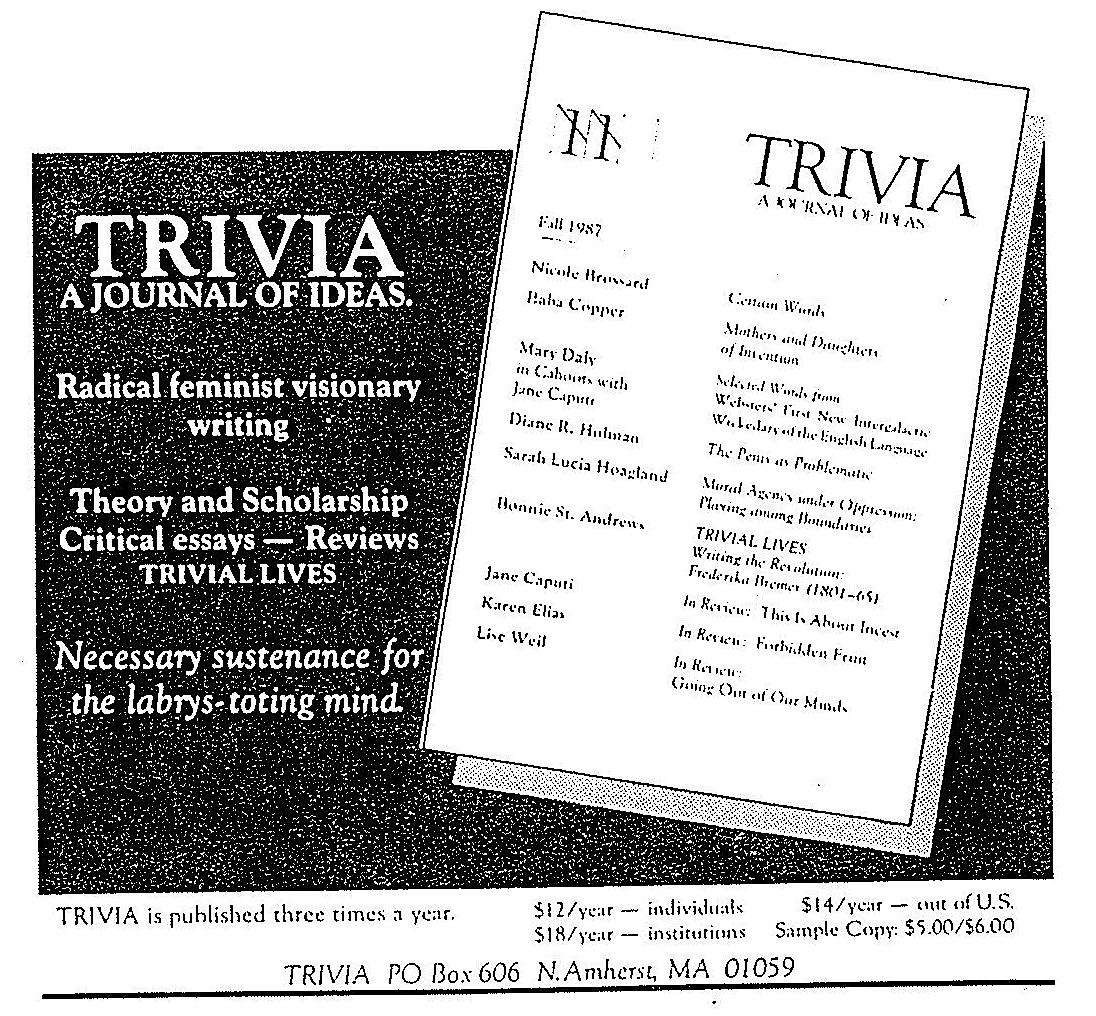 TRIVIA
A JOURNAL OF IDEAS.
Radical feminist visionary
writing
Theory and Scholarship
Critical essays — Reviews
TRIVIAL LIVES
Necessary sustenance for
the labrys-toting mind.
11
TRIVIA
A JOURNAL OF IDEAS
Fall 1987
Nicole Brossard
Certain Words
Baba Copper
Mothers and Daughters
of Invention
Mary Daly
in Cahoots with
Jane Caputi
Selected Words from
Websters' First New Intergalactic
Wickedary of the English Language
Diane R. Hulman
The Penis as Problematic
Sarah Lucia Hoagland
Moral Agency under Oppression:
Playing among Boundaries
Bonnie St. Andrews
TRIVIAL LIVES
Writing the Revolution:
Frederika Bremer (1801–65)
Jane Caputi
In Review: This Is About Incest
Karen Elias
In Review: Forbidden Fruit
Lise Weil
In Review:
Going Out of Our Minds
TRIVIA is published three times a year.
$12/year — individuals
$14/year — out of U.S.
$18/year — institutions
Sample Copy: $5.00/$6.00
TRIVIA PO Box 606 N.Amherst, MA 01059